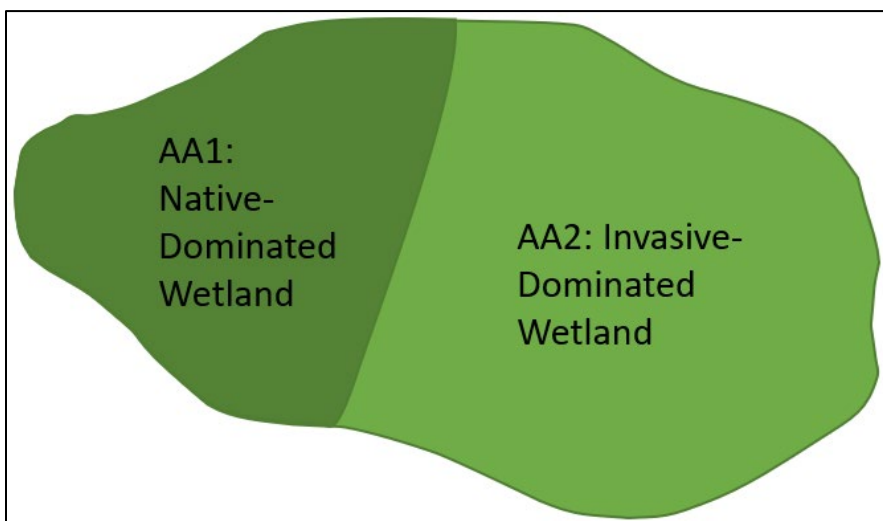 AA1:
Native-
Dominated
Wetland
AA2: Invasive-
Dominated
Wetland